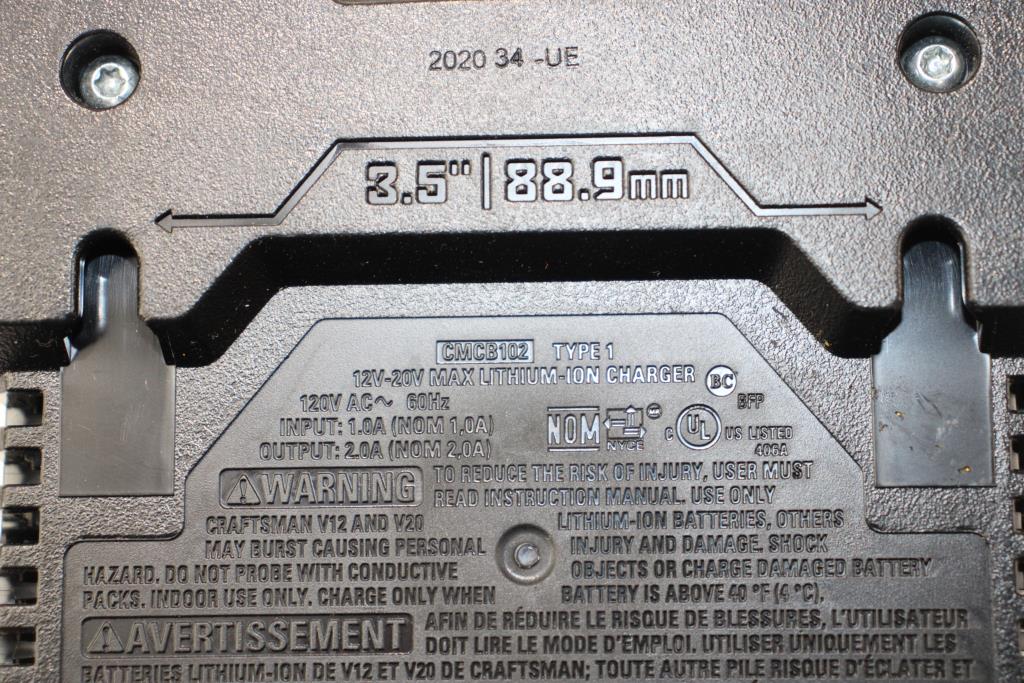 2020 34 -UE
3.5" | 88.9mm
CMCB102 TYPE 1
12V-20V MAX LITHIUM-ION CHARGER
BC
120V AC～ 60Hz
BFP
INPUT: 1.0A (NOM 1,0A)
NOM NYCE
C UL US LISTED
OUTPUT: 2.0A (NOM 2,0A)
406A
WARNING TO REDUCE THE RISK OF INJURY, USER MUST
READ INSTRUCTION MANUAL. USE ONLY
CRAFTSMAN V12 AND V20 LITHIUM-ION BATTERIES, OTHERS
MAY BURST CAUSING PERSONAL INJURY AND DAMAGE. SHOCK
HAZARD. DO NOT PROBE WITH CONDUCTIVE OBJECTS OR CHARGE DAMAGED BATTERY
PACKS. INDOOR USE ONLY. CHARGE ONLY WHEN BATTERY IS ABOVE 40 °F (4 °C).
AVERTISSEMENT AFIN DE RÉDUIRE LE RISQUE DE BLESSURES, L'UTILISATEUR
DOIT LIRE LE MODE D'EMPLOI. UTILISER UNIQUEMENT LES
BATTERIES LITHIUM-ION DE V12 ET V20 DE CRAFTSMAN; TOUTE AUTRE PILE RISQUE D'ÉCLATER ET